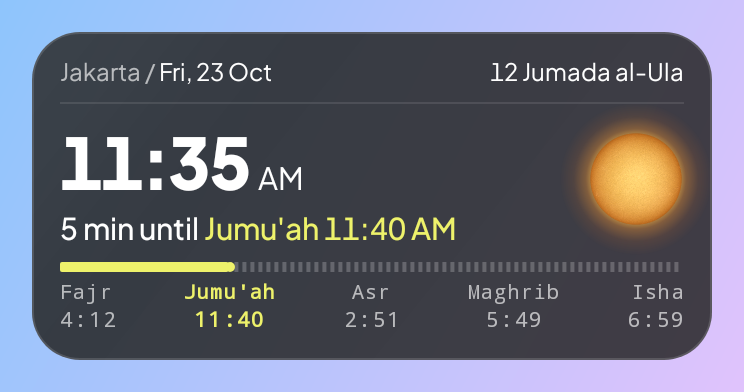 Jakarta / Fri, 23 Oct 12 Jumada al-Ula
11:35 AM
5 min until Jumu'ah 11:40 AM
Fajr Jumu'ah Asr Maghrib Isha
4:12 11:40 2:51 5:49 6:59